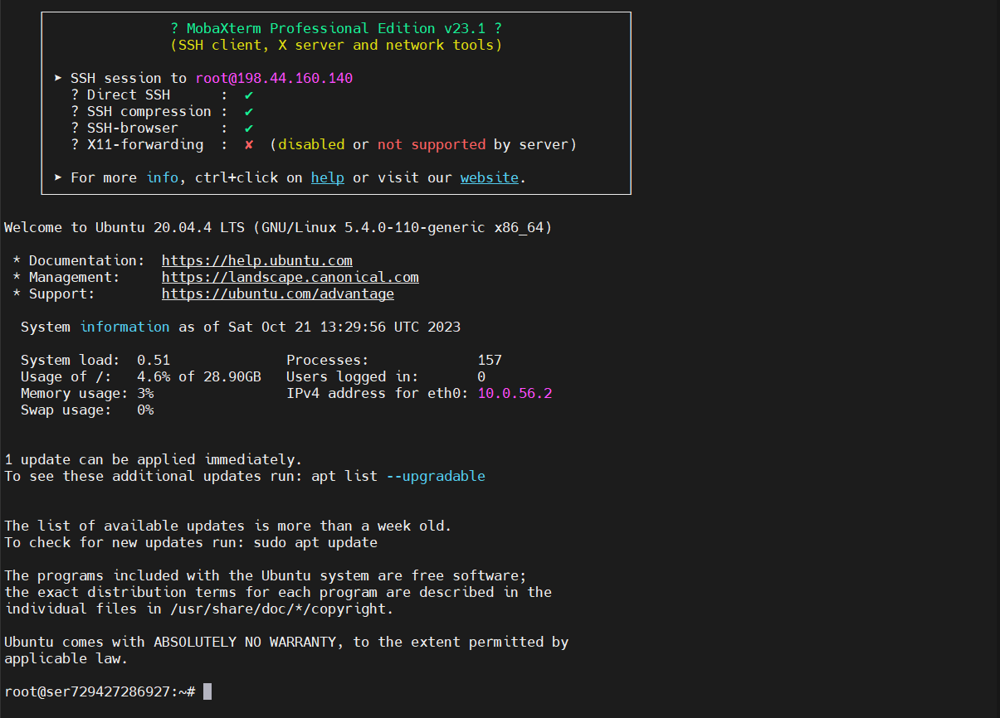 ? MobaXterm Professional Edition v23.1 ?
(SSH client, X server and network tools)
➤ SSH session to root@198.44.160.140
? Direct SSH      :  ✔
? SSH compression :  ✔
? SSH-browser     :  ✔
? X11-forwarding  :  ✘  (disabled or not supported by server)
➤ For more info, ctrl+click on help or visit our website.
Welcome to Ubuntu 20.04.4 LTS (GNU/Linux 5.4.0-110-generic x86_64)
* Documentation:  https://help.ubuntu.com
* Management:     https://landscape.canonical.com
* Support:        https://ubuntu.com/advantage
System information as of Sat Oct 21 13:29:56 UTC 2023
System load:  0.51              Processes:             157
Usage of /:   4.6% of 28.90GB   Users logged in:       0
Memory usage: 3%                IPv4 address for eth0: 10.0.56.2
Swap usage:   0%
1 update can be applied immediately.
To see these additional updates run: apt list --upgradable
The list of available updates is more than a week old.
To check for new updates run: sudo apt update
The programs included with the Ubuntu system are free software;
the exact distribution terms for each program are described in the
individual files in /usr/share/doc/*/copyright.
Ubuntu comes with ABSOLUTELY NO WARRANTY, to the extent permitted by
applicable law.
root@ser729427286927:~#